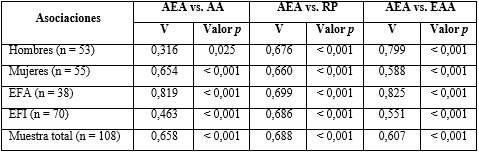 Asociaciones AEA vs. AA AEA vs. RP AEA vs. EAA
V Valor p V Valor p V Valor p
Hombres (n = 53) 0,316 0,025 0,676 < 0,001 0,799 < 0,001
Mujeres (n = 55) 0,654 < 0,001 0,660 < 0,001 0,588 < 0,001
EFA (n = 38) 0,819 < 0,001 0,699 < 0,001 0,825 < 0,001
EFI (n = 70) 0,463 < 0,001 0,686 < 0,001 0,551 < 0,001
Muestra total (n = 108) 0,658 < 0,001 0,688 < 0,001 0,607 < 0,001